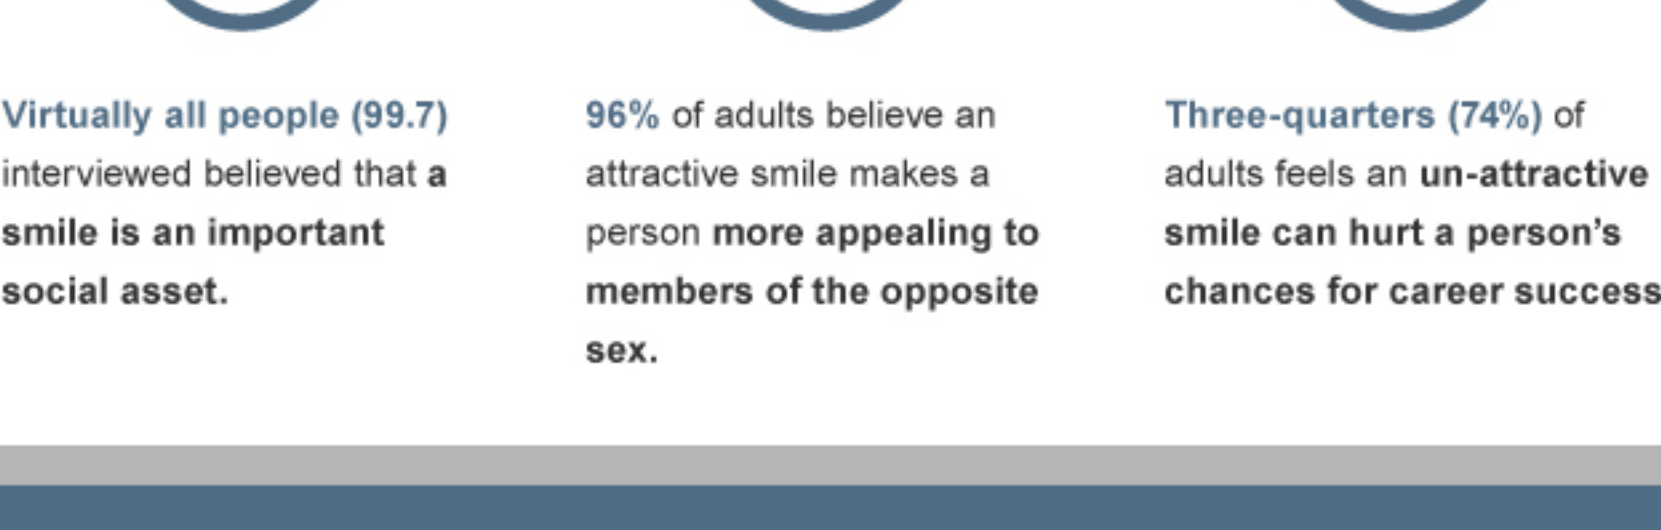 Virtually all people (99.7)
interviewed believed that a
smile is an important
social asset.
96% of adults believe an
attractive smile makes a
person more appealing to
members of the opposite
sex.
Three-quarters (74%) of
adults feels an un-attractive
smile can hurt a person’s
chances for career success